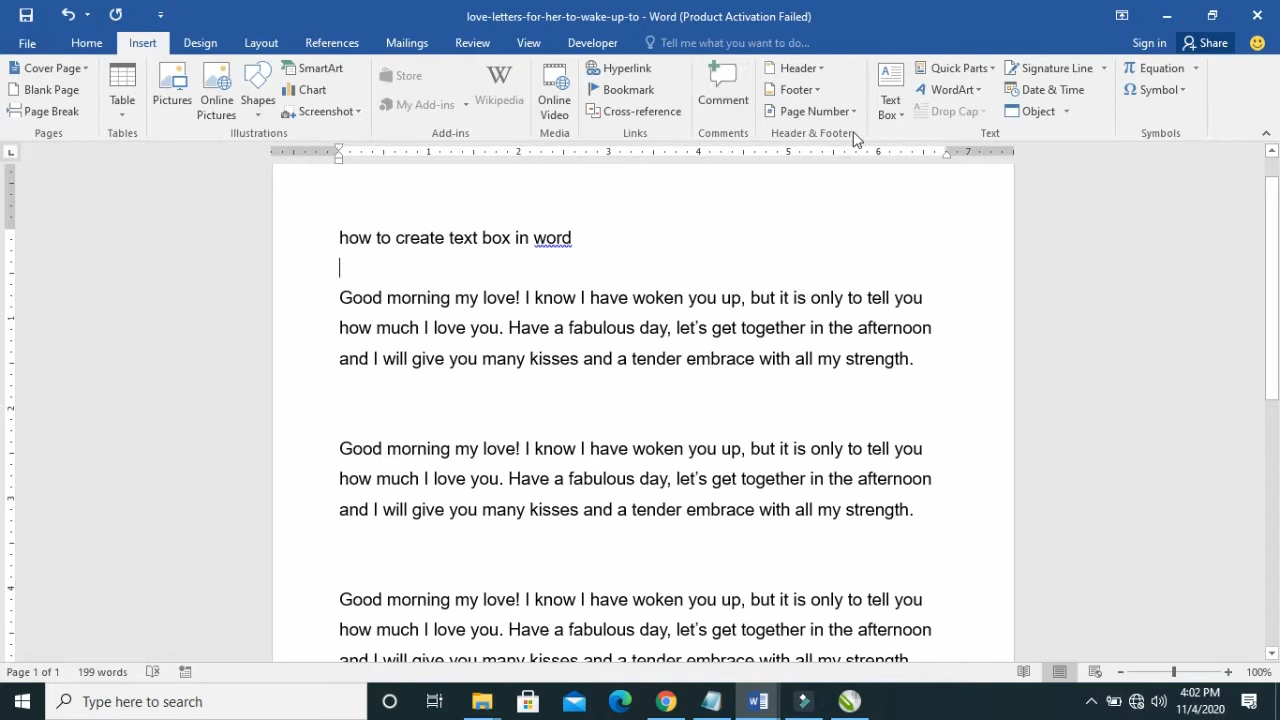 love-letters-for-her-to-wake-up-to - Word (Product Activation Failed)
File Home Insert Design Layout References Mailings Review View Developer Tell me what you want to do... Sign in Share
Cover Page
Blank Page
Page Break
Pages
Table
Tables
Pictures
Online Pictures
Shapes
SmartArt
Chart
Screenshot
Illustrations
Store
My Add-ins
Wikipedia
Add-ins
Online Video
Media
Hyperlink
Bookmark
Cross-reference
Links
Comment
Comments
Header
Footer
Page Number
Header & Footer
Text Box
Quick Parts
WordArt
Drop Cap
Signature Line
Date & Time
Object
Text
Equation
Symbol
Symbols
1 2 3 4 5 6 7
1
2
3
4
how to create text box in word
Good morning my love! I know I have woken you up, but it is only to tell you
how much I love you. Have a fabulous day, let's get together in the afternoon
and I will give you many kisses and a tender embrace with all my strength.
Good morning my love! I know I have woken you up, but it is only to tell you
how much I love you. Have a fabulous day, let's get together in the afternoon
and I will give you many kisses and a tender embrace with all my strength.
Good morning my love! I know I have woken you up, but it is only to tell you
how much I love you. Have a fabulous day, let's get together in the afternoon
and I will give you many kisses and a tender embrace with all my strength.
Page 1 of 1 199 words 100%
Type here to search
4:02 PM
11/4/2020